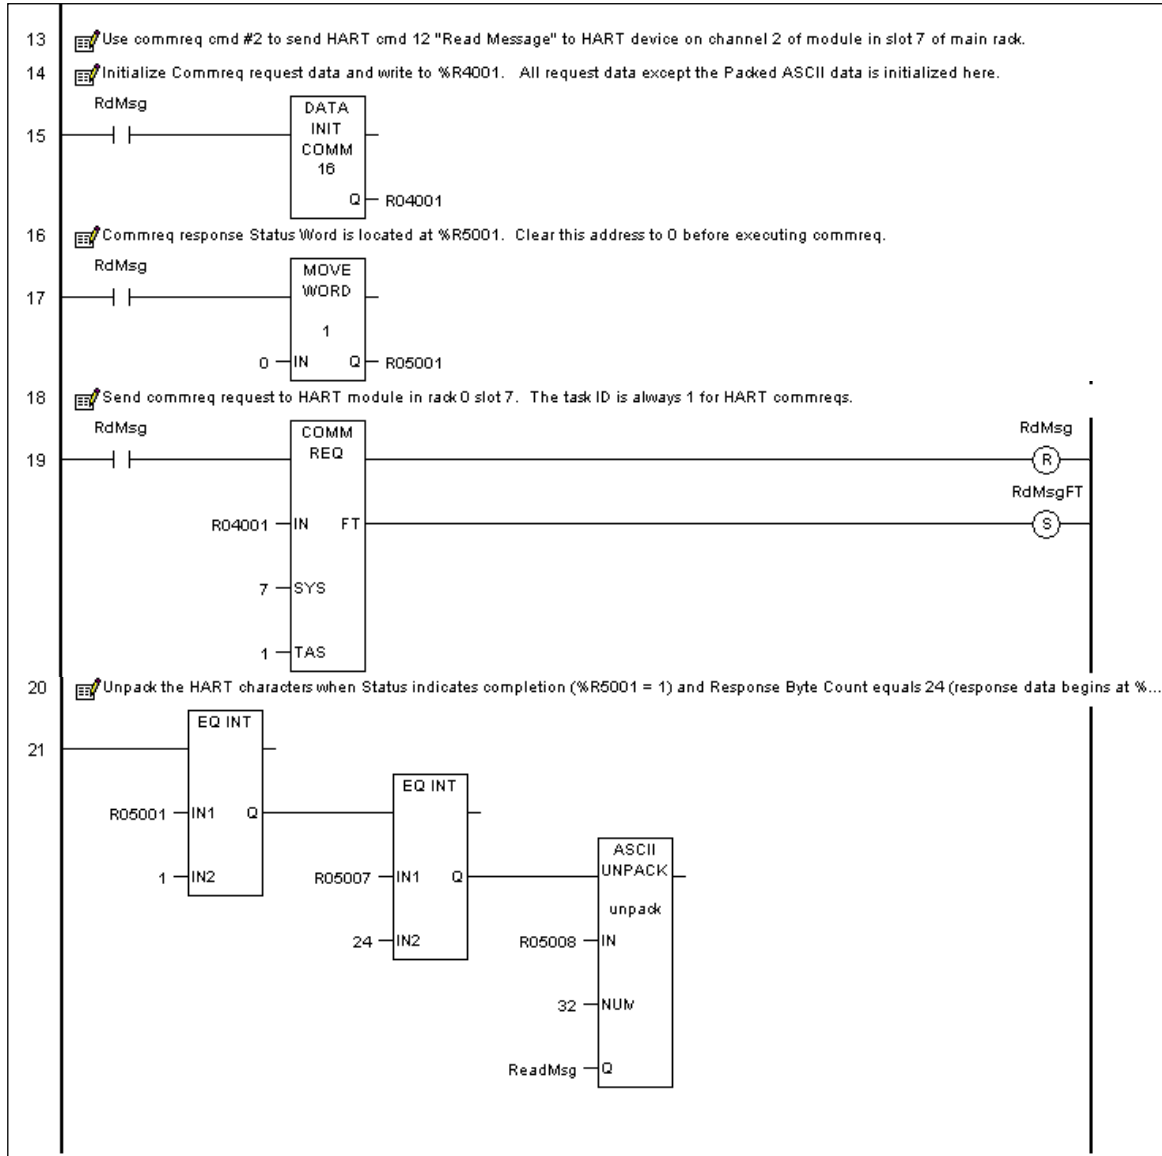 13 Use commreq cmd #2 to send HART cmd 12 "Read Message" to HART device on channel 2 of module in slot 7 of main rack.
14 Initialize Commreq request data and write to %R4001. All request data except the Packed ASCII data is initialized here.
RdMsg
DATA
INIT
COMM
16
15
Q R04001
16 Commreq response Status Word is located at %R5001. Clear this address to 0 before executing commreq.
RdMsg
MOVE
WORD
17
1
0 IN Q R05001
18 Send commreq request to HART module in rack 0 slot 7. The task ID is always 1 for HART commreqs.
RdMsg
COMM
REQ
RdMsg
19
R
RdMsgFT
R04001 IN FT
S
7 SYS
1 TAS
20 Unpack the HART characters when Status indicates completion (%R5001 = 1) and Response Byte Count equals 24 (response data begins at %...
EQ INT
21
R05001 IN1 Q
1 IN2
EQ INT
R05007 IN1 Q
24 IN2
ASCII
UNPACK
unpack
R05008 IN
32 NUM
ReadMsg Q